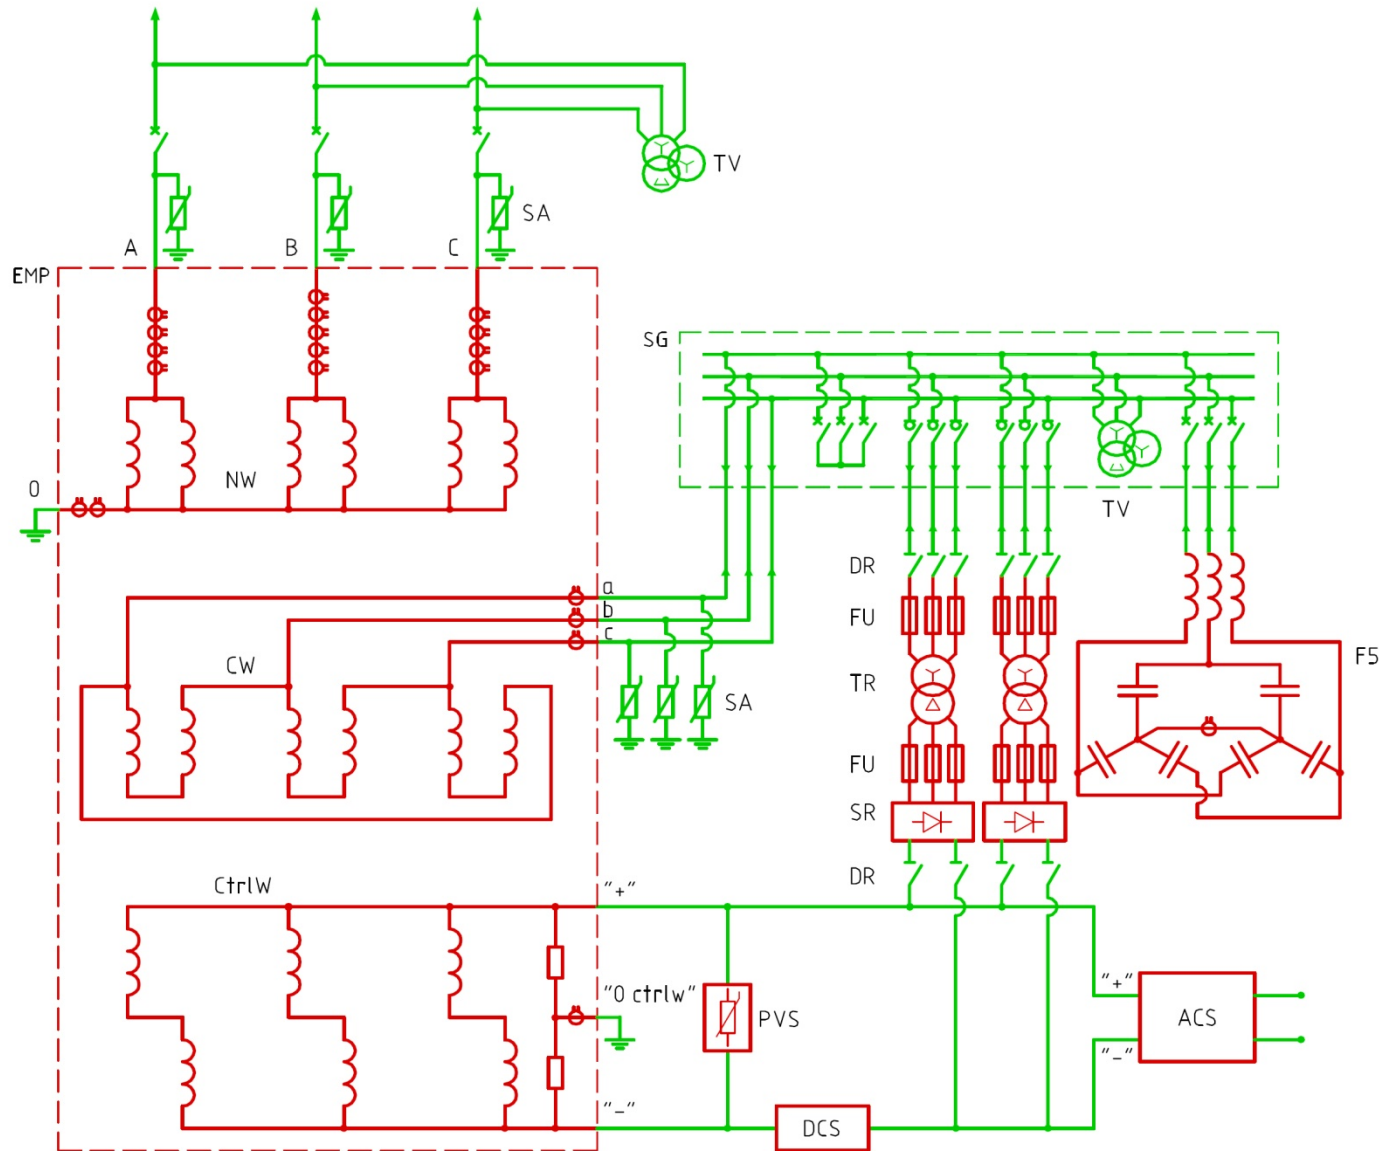 TV
SA
A
B
C
EMP
SG
NW
0
TV
DR
a
b
FU
c
F5
CW
TR
SA
FU
SR
DR
CtrlW
"+"
"+"
"0 ctrlw"
PVS
ACS
"-"
"-"
DCS